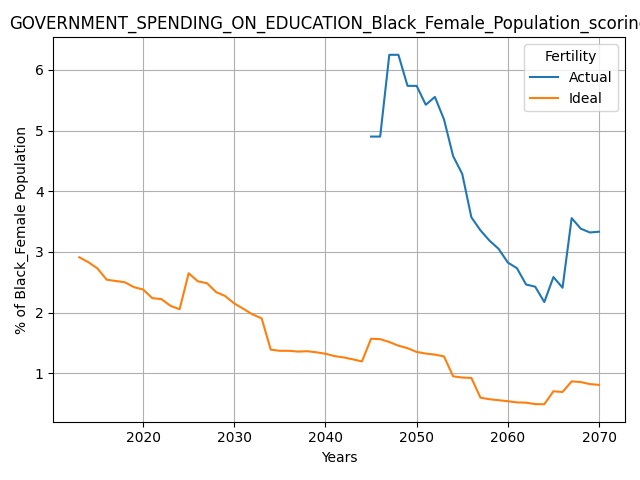 GOVERNMENT_SPENDING_ON_EDUCATION_Black_Female_Population_scoring
Fertility
Actual
Ideal
% of Black_Female Population
6
5
4
3
2
1
2020 2030 2040 2050 2060 2070
Years